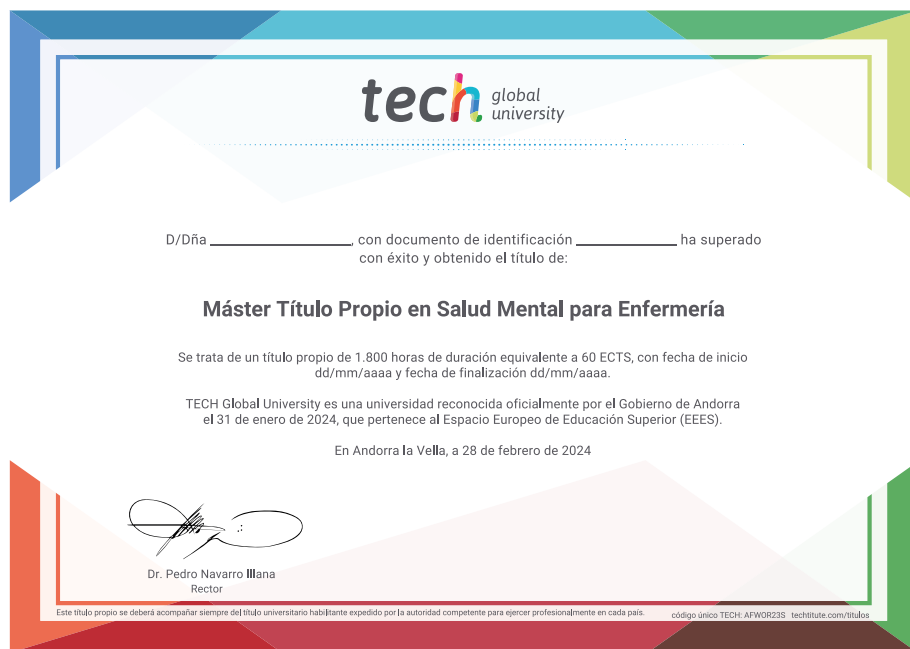 tech global university
D/Dña ______________, con documento de identificación __________ ha superado
con éxito y obtenido el título de:
Máster Título Propio en Salud Mental para Enfermería
Se trata de un título propio de 1.800 horas de duración equivalente a 60 ECTS, con fecha de inicio
dd/mm/aaaa y fecha de finalización dd/mm/aaaa.
TECH Global University es una universidad reconocida oficialmente por el Gobierno de Andorra
el 31 de enero de 2024, que pertenece al Espacio Europeo de Educación Superior (EEES).
En Andorra la Vella, a 28 de febrero de 2024
Dr. Pedro Navarro Illana
Rector
Este título propio se deberá acompañar siempre del título universitario habilitante expedido por la autoridad competente para ejercer profesionalmente en cada país.
código único TECH: AFWOR23S techtitute.com/titulos